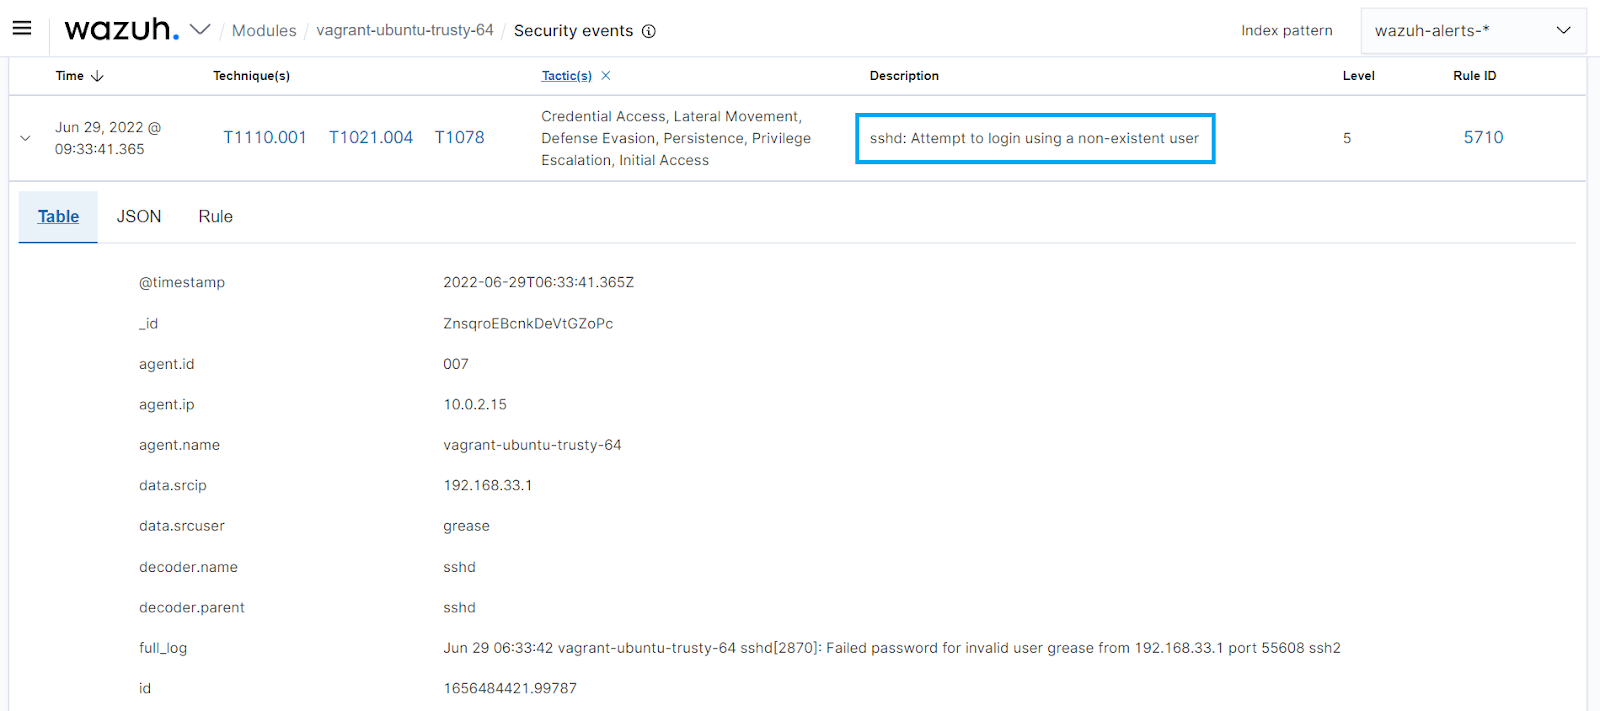 wazuh. / Modules / vagrant-ubuntu-trusty-64 / Security events Index pattern wazuh-alerts-*
Time Technique(s) Tactic(s) Description Level Rule ID
Jun 29, 2022 @
09:33:41.365
T1110.001 T1021.004 T1078
Credential Access, Lateral Movement,
Defense Evasion, Persistence, Privilege
Escalation, Initial Access
sshd: Attempt to login using a non-existent user
5
5710
Table JSON Rule
@timestamp 2022-06-29T06:33:41.365Z
_id ZnsqroEBcnkDeVtGZoPc
agent.id 007
agent.ip 10.0.2.15
agent.name vagrant-ubuntu-trusty-64
data.srcip 192.168.33.1
data.srcuser grease
decoder.name sshd
decoder.parent sshd
full_log Jun 29 06:33:42 vagrant-ubuntu-trusty-64 sshd[2870]: Failed password for invalid user grease from 192.168.33.1 port 55608 ssh2
id 1656484421.99787